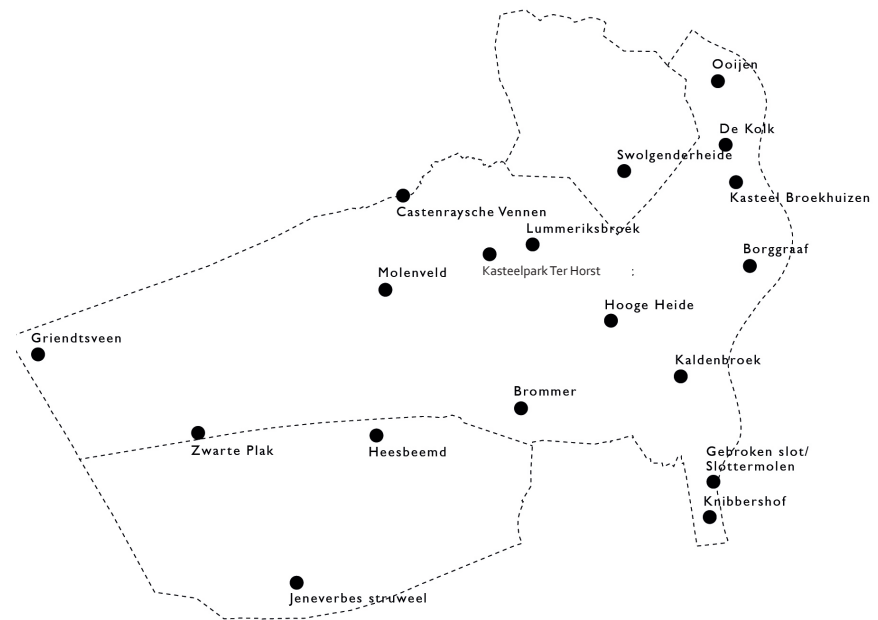 Ooijen
De Kolk
Swolgenderheide
Kasteel Broekhuizen
Castenraysche Vennen
Lummeriksbroek
Borggraaf
Kasteelpark Ter Horst :
Molenveld
Hooge Heide
Griendtsveen
Kaldenbroek
Brommer
Zwarte Plak
Heesbeemd
Gebroken slot/
Sløttermolen
Knibbershof
Jeneverbes struweel